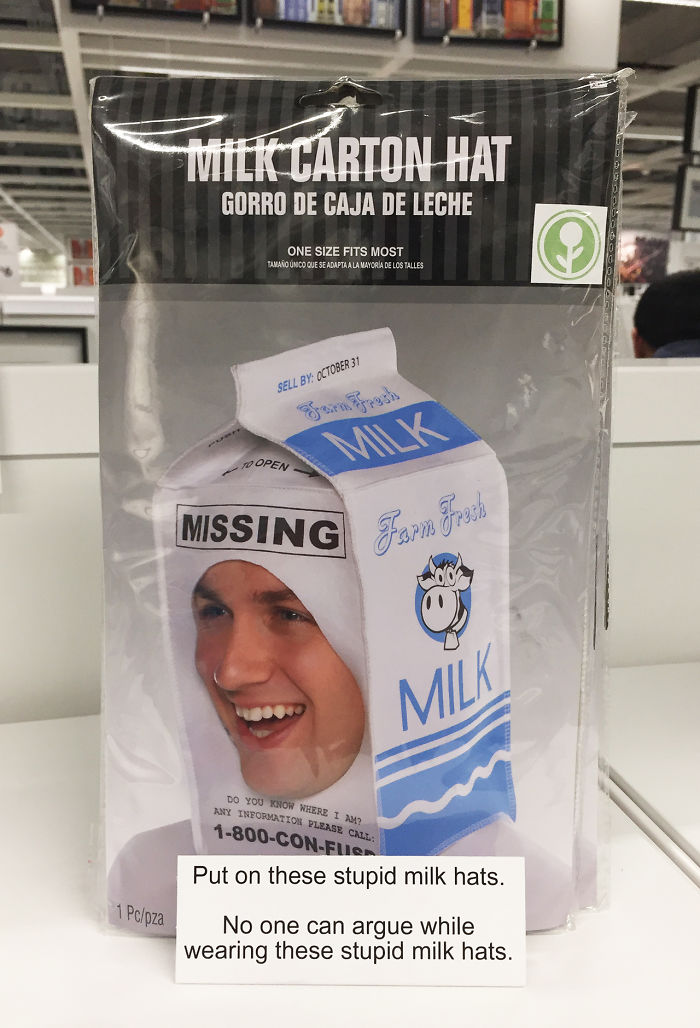 MILK CARTON HAT
GORRO DE CAJA DE LECHE
ONE SIZE FITS MOST
TAMAÑO ÚNICO QUE SE ADAPTA A LA MAYORÍA DE LOS TALLES
SELL BY: OCTOBER 31
Farm Fresh
MILK
PUSH
← TO OPEN →
MISSING
Farm Fresh
MILK
DO YOU KNOW WHERE I AM?
ANY INFORMATION PLEASE CALL:
1-800-CON-FUSE
1 Pc/pza
Put on these stupid milk hats.
No one can argue while
wearing these stupid milk hats.